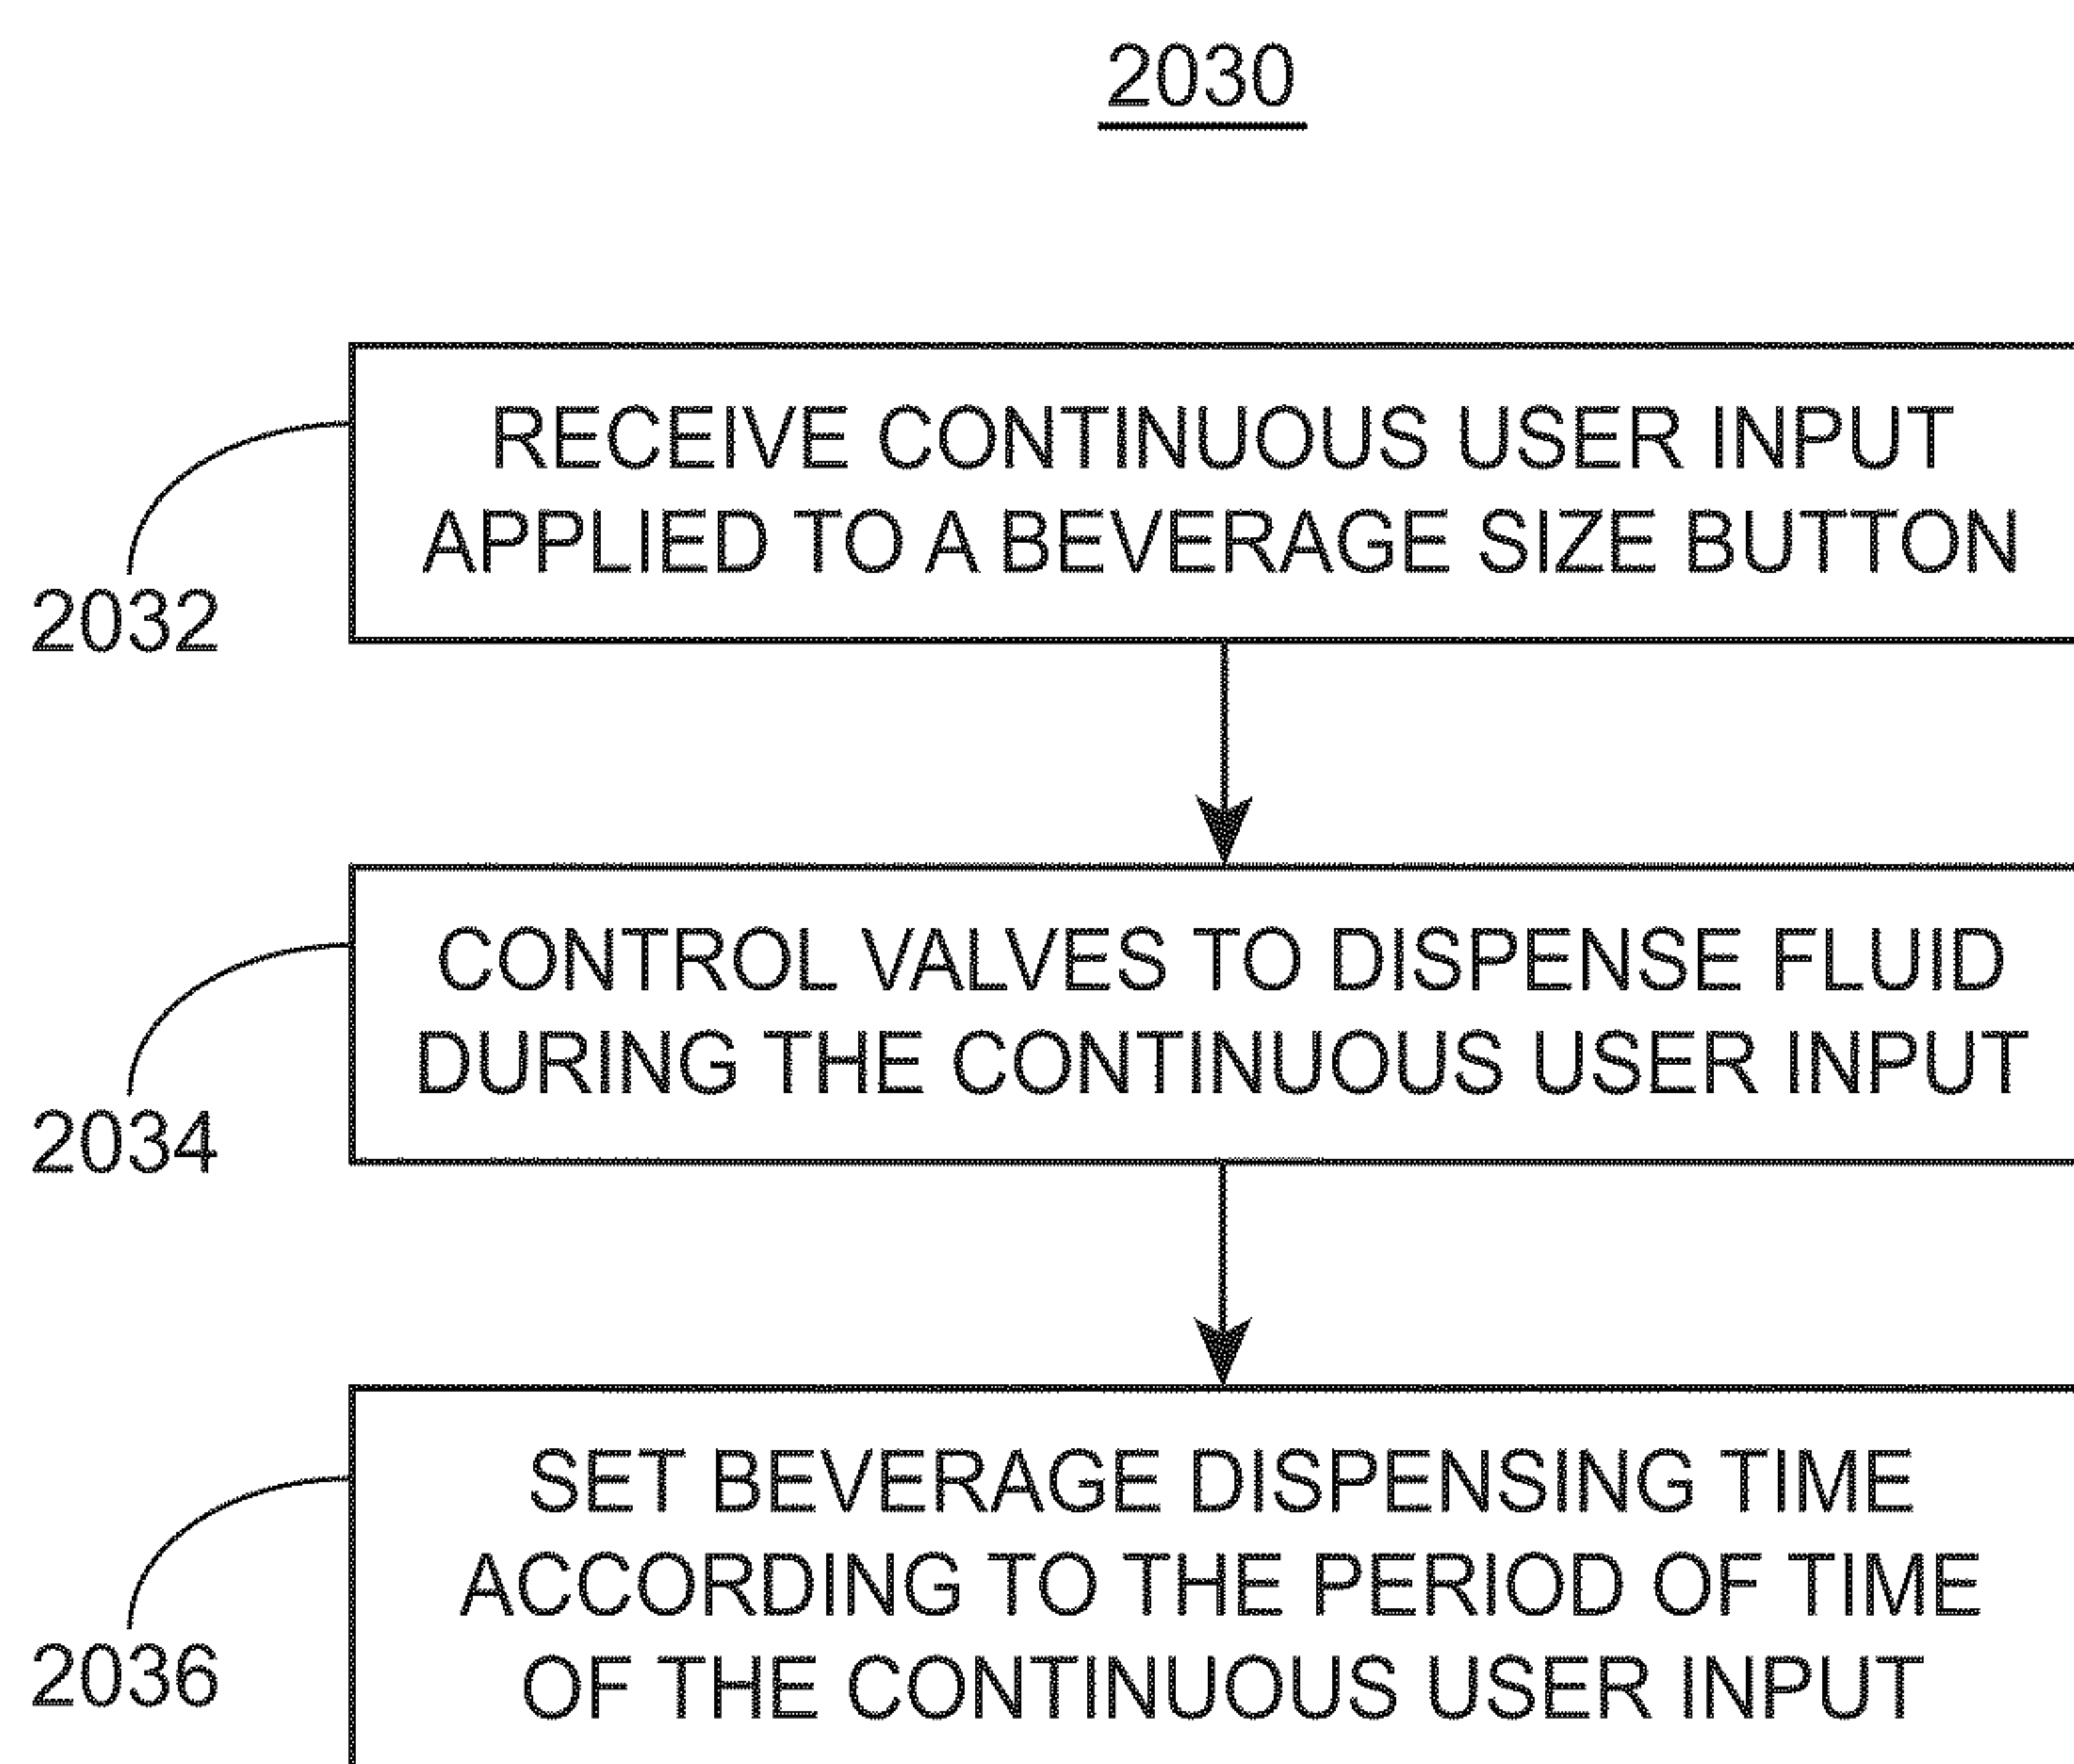 2030
RECEIVE CONTINUOUS USER INPUT
APPLIED TO A BEVERAGE SIZE BUTTON
2032
CONTROL VALVES TO DISPENSE FLUID
DURING THE CONTINUOUS USER INPUT
2034
SET BEVERAGE DISPENSING TIME
ACCORDING TO THE PERIOD OF TIME
OF THE CONTINUOUS USER INPUT
2036